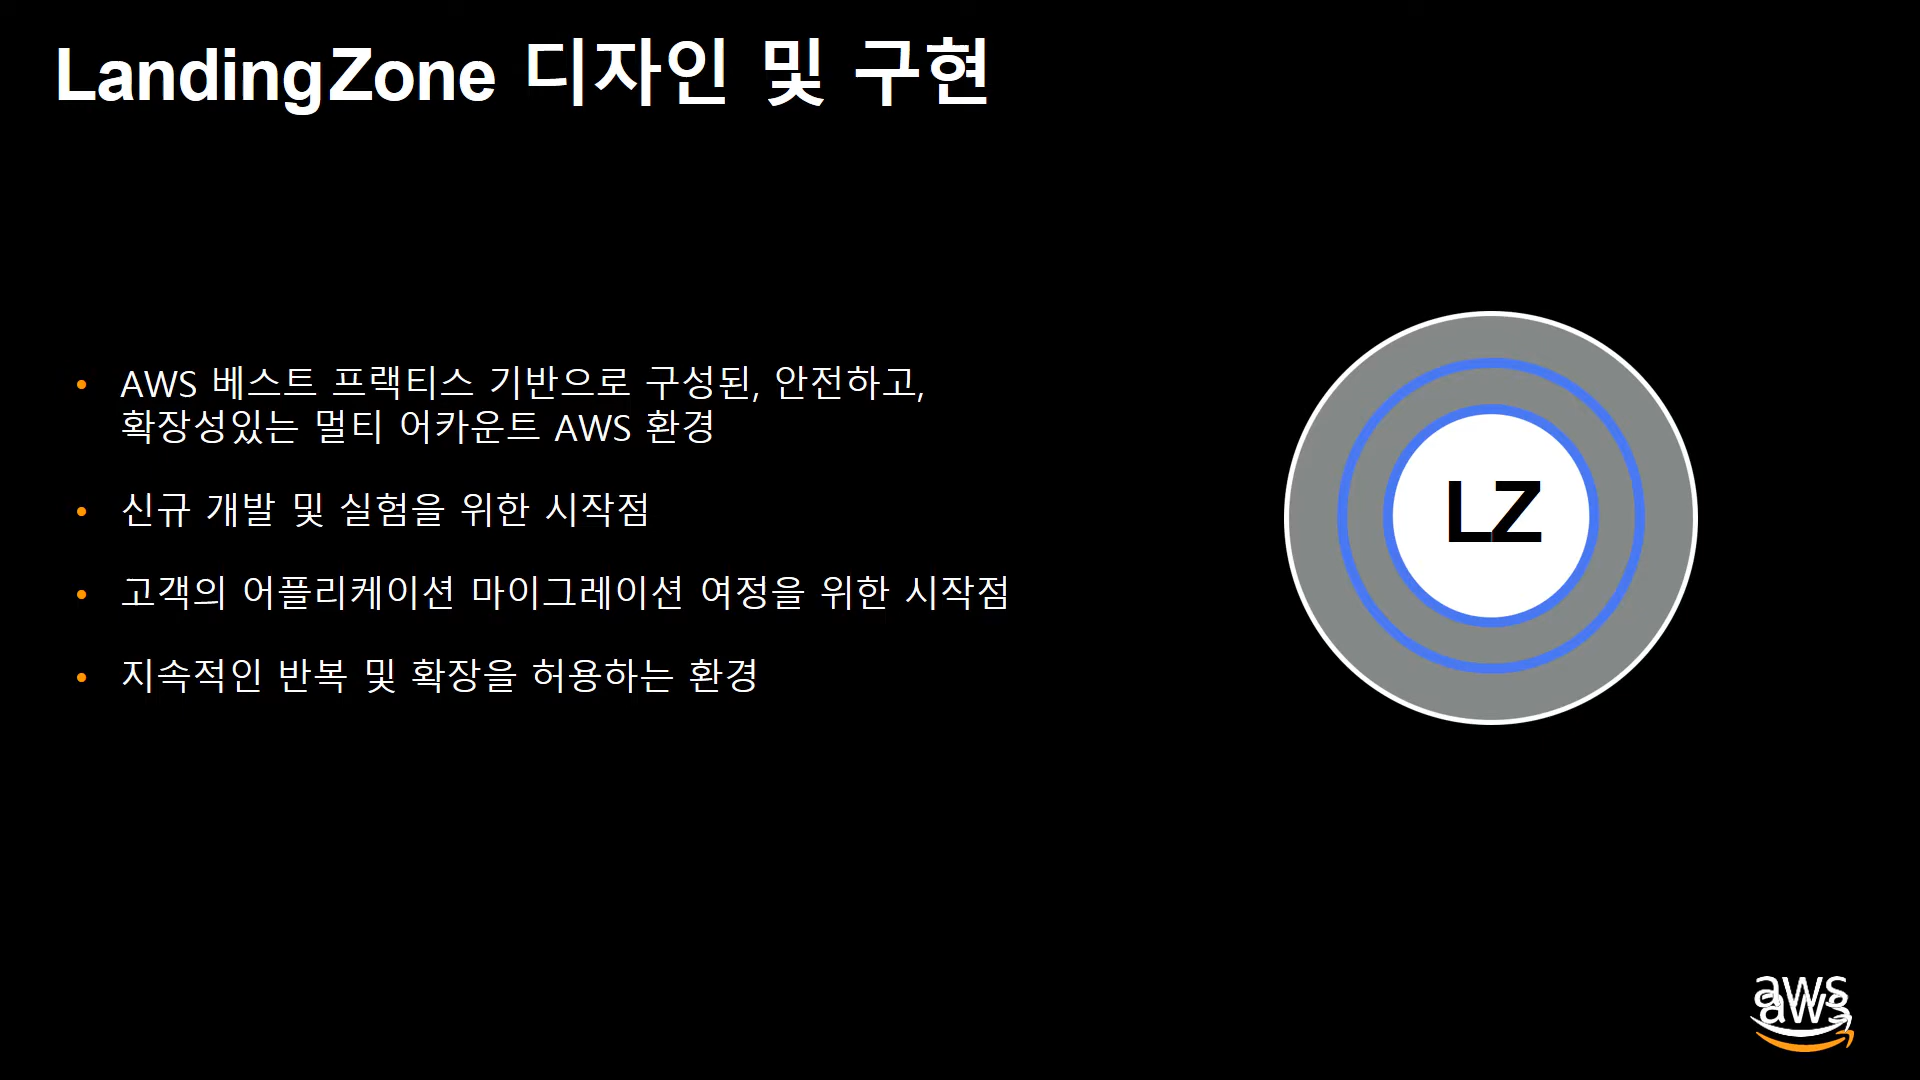 LandingZone 디자인 및 구현
• AWS 베스트 프랙티스 기반으로 구성된, 안전하고,
확장성있는 멀티 어카운트 AWS 환경
• 신규 개발 및 실험을 위한 시작점
• 고객의 어플리케이션 마이그레이션 여정을 위한 시작점
• 지속적인 반복 및 확장을 허용하는 환경
LZ
aws
aws